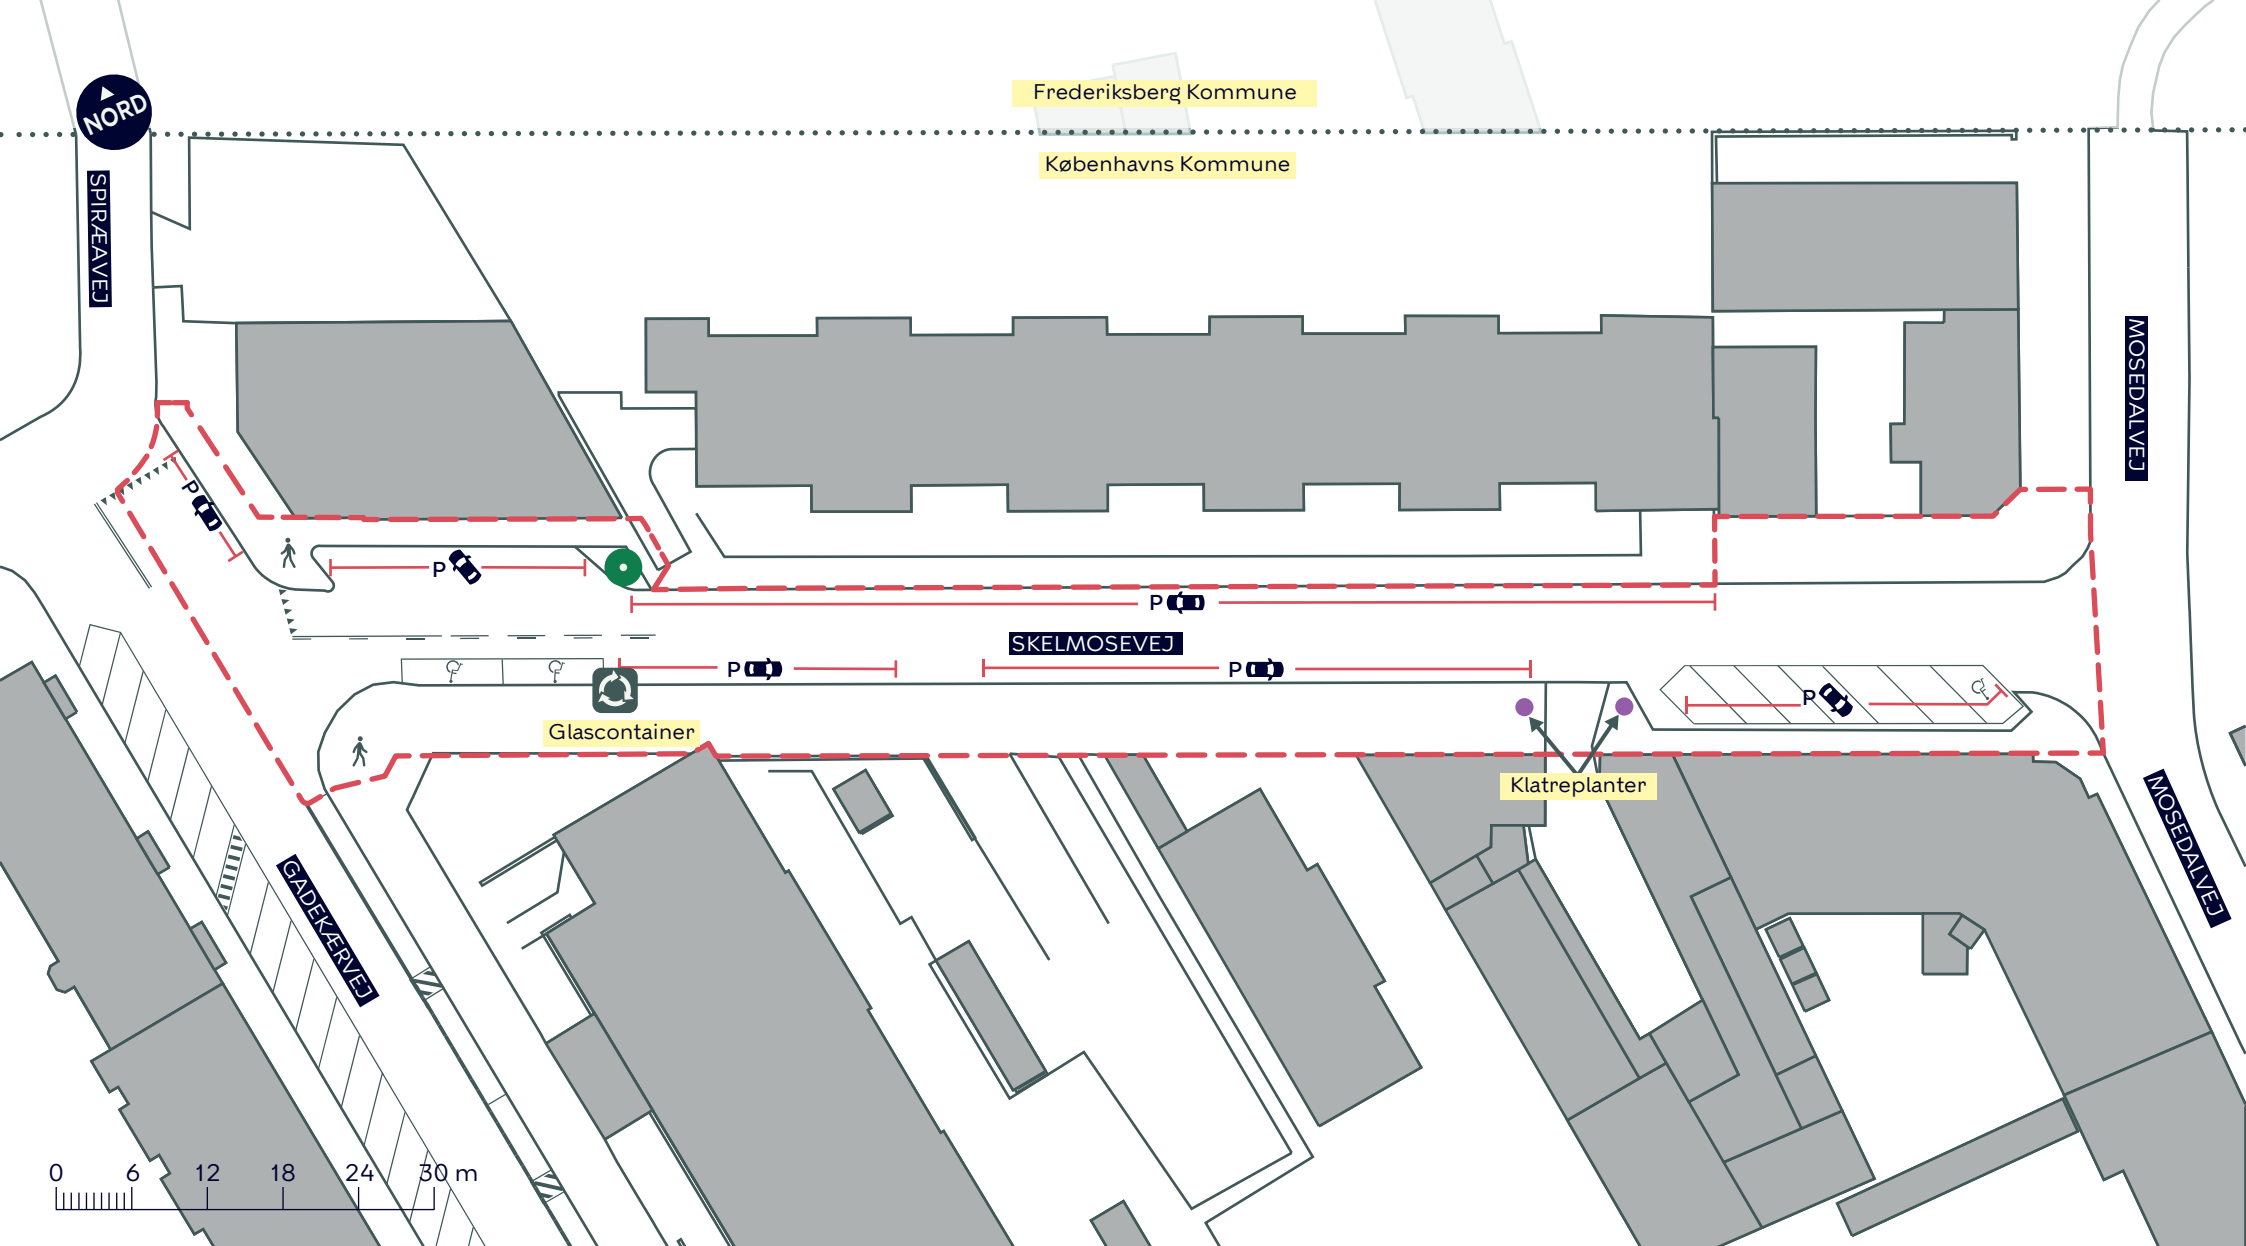 Frederiksberg Kommune
NORD
Københavns Kommune
SPIRÆAVEJ
MOSEDALVEJ
P
P
P
SKELMOSEVEJ
P
P
P
Glascontainer
Klatreplanter
MOSEDALVEJ
GADEKÆRVEJ
0 6 12 18 24 30 m